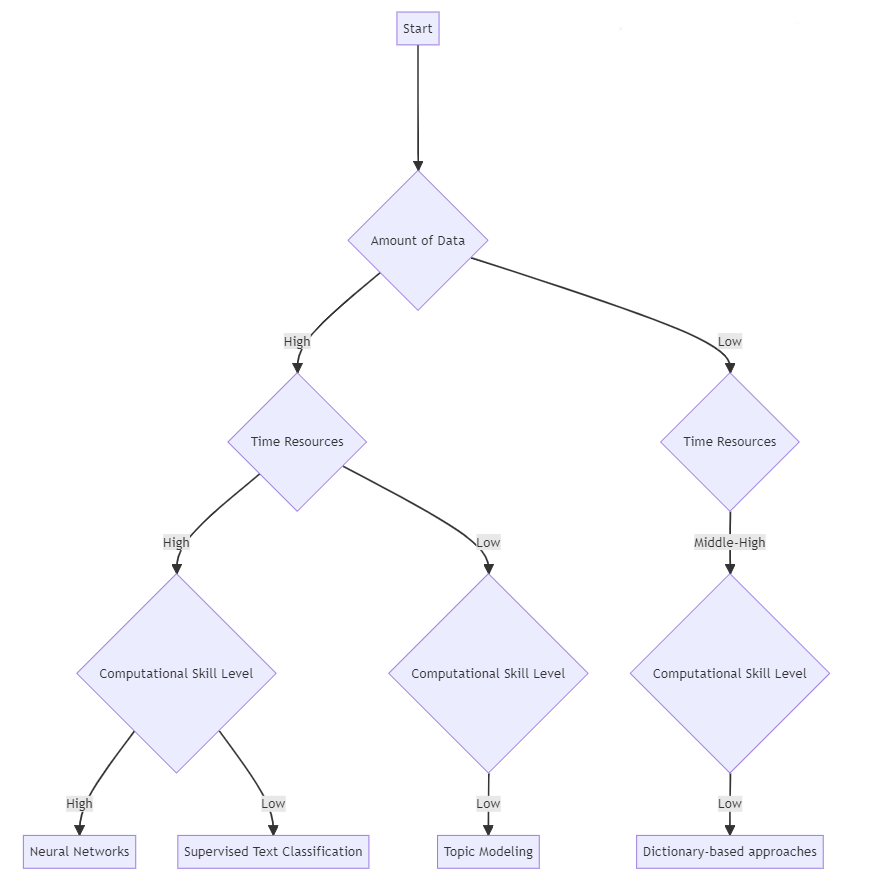 Start
Amount of Data
High
Low
Time Resources
Time Resources
High
Low
Middle-High
Computational Skill Level
Computational Skill Level
Computational Skill Level
High
Low
Low
Low
Neural Networks
Supervised Text Classification
Topic Modeling
Dictionary-based approaches